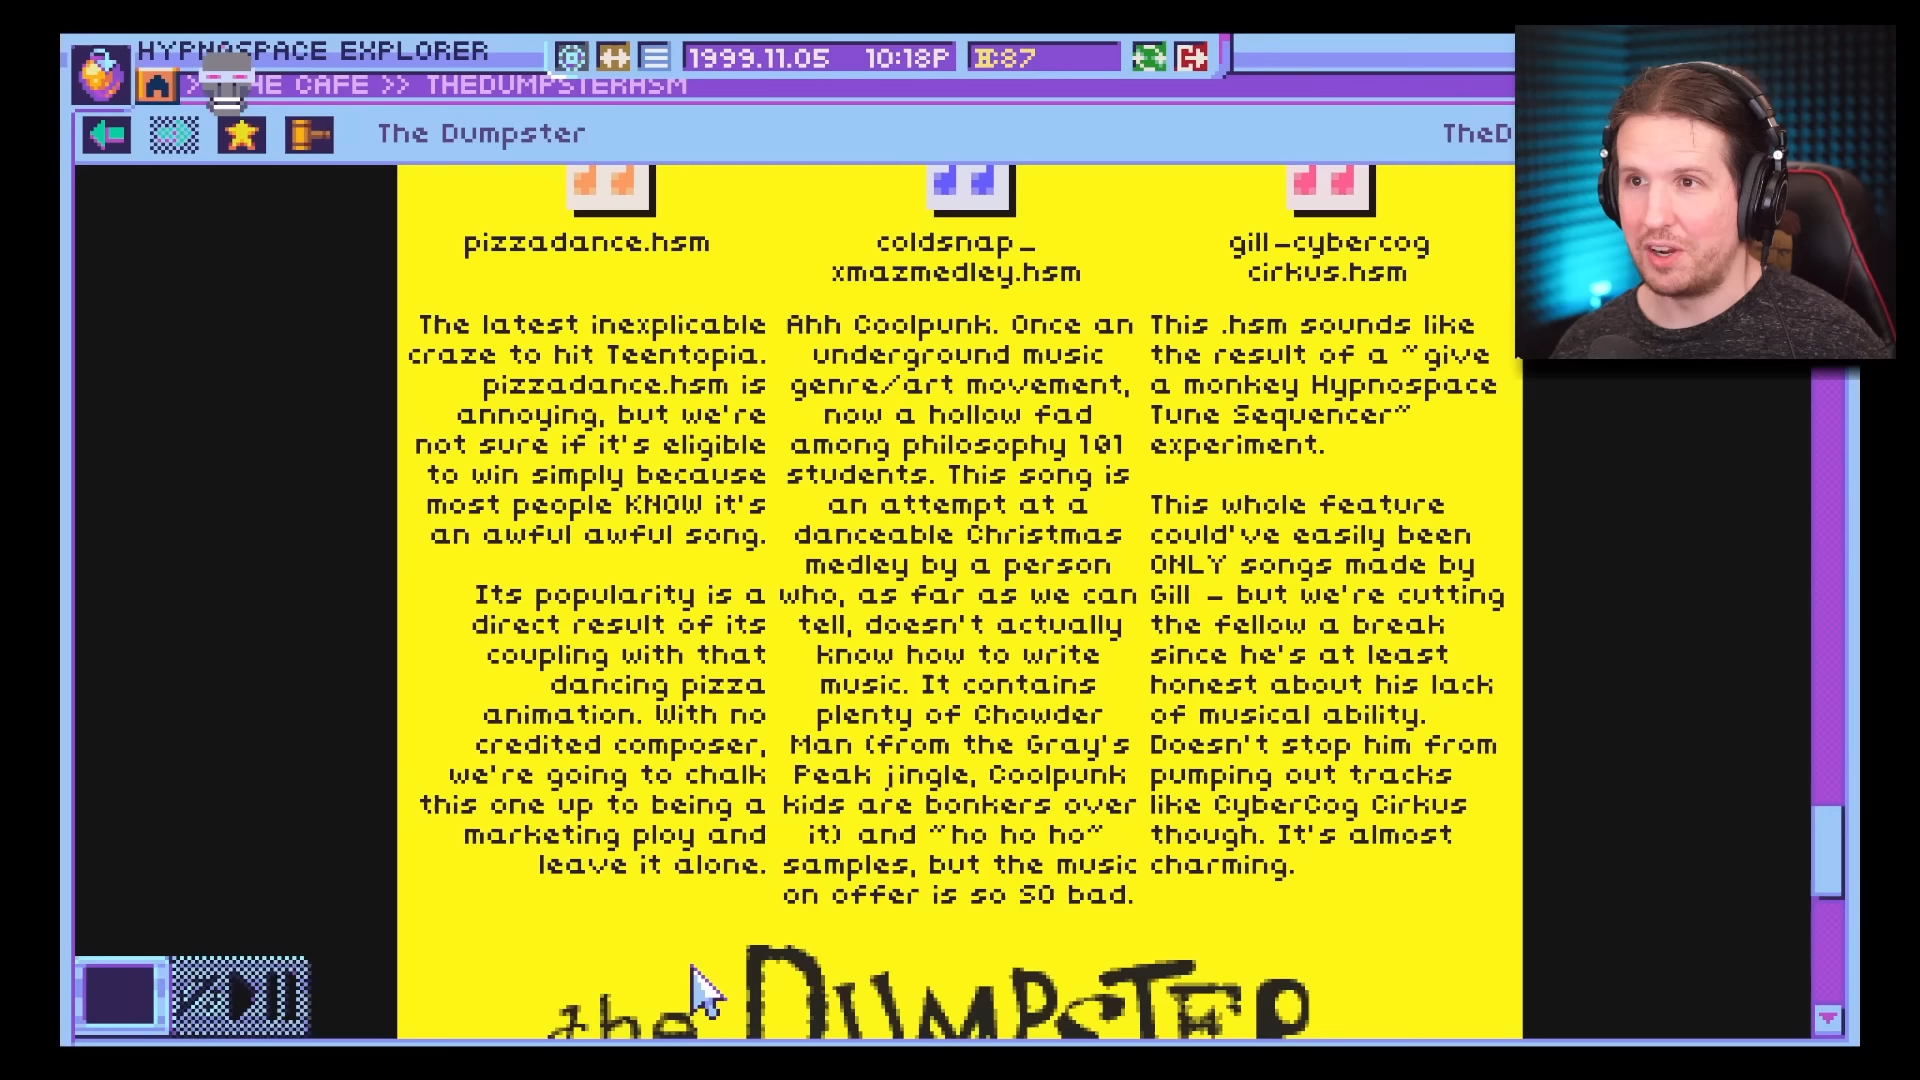 HYPNOSPACE EXPLORER
1999.11.05 10:18P
87
HE CAFE >> THEDUMPSTER.HSM
The Dumpster
TheD
pizzadance.hsm
The latest inexplicable
craze to hit Teentopia.
pizzadance.hsm is
annoying, but we're
not sure if it's eligible
to win simply because
most people KNOW it's
an awful awful song.
Its popularity is a
direct result of its
coupling with that
dancing pizza
animation. With no
credited composer,
we're going to chalk
this one up to being a
marketing ploy and
leave it alone.
coldsnap_
xmazmedley.hsm
Ahh Coolpunk. Once an
underground music
genre/art movement,
now a hollow fad
among philosophy 101
students. This song is
an attempt at a
danceable Christmas
medley by a person
who, as far as we can
tell, doesn't actually
know how to write
music. It contains
plenty of Chowder
Man (from the Gray's
Peak jingle, Coolpunk
kids are bonkers over
it) and "ho ho ho"
samples, but the music
on offer is so SO bad.
gill-cybercog
cirkus.hsm
This .hsm sounds like
the result of a "give
a monkey Hypnospace
Tune Sequencer"
experiment.
This whole feature
could've easily been
ONLY songs made by
Gill - but we're cutting
the fellow a break
since he's at least
honest about his lack
of musical ability.
Doesn't stop him from
pumping out tracks
like CyberCog Cirkus
though. It's almost
charming.
the DUMPSTER